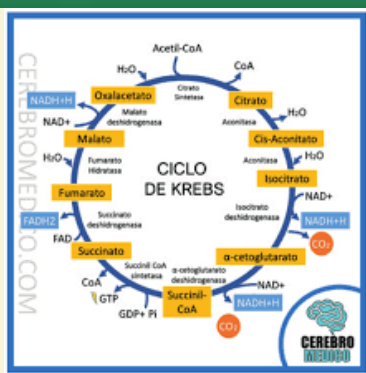 CEREBROMEDICO.COM
Acetil-CoA
H₂O
CoA
Citrato
Sintetasa
Oxalacetato
Citrato
NADH+H
Malato
deshidrogenasa
Aconitasa
H₂O
NAD+
Malato
Cis-Aconitato
H₂O
Fumarato
Hidratasa
CICLO
DE KREBS
Aconitasa
H₂O
Isocitrato
Fumarato
NAD+
FADH2
Succinato
deshidrogenasa
Isocitrato
deshidrogenasa
NADH+H
FAD
CO₂
Succinato
α-cetoglutarato
CoA
Succinil CoA
sintetasa
α-cetoglutarato
deshidrogenasa
NAD+
GTP
Succinil-
CoA
NADH+H
GDP+ Pi
CO₂
CEREBRO
MÉDICO